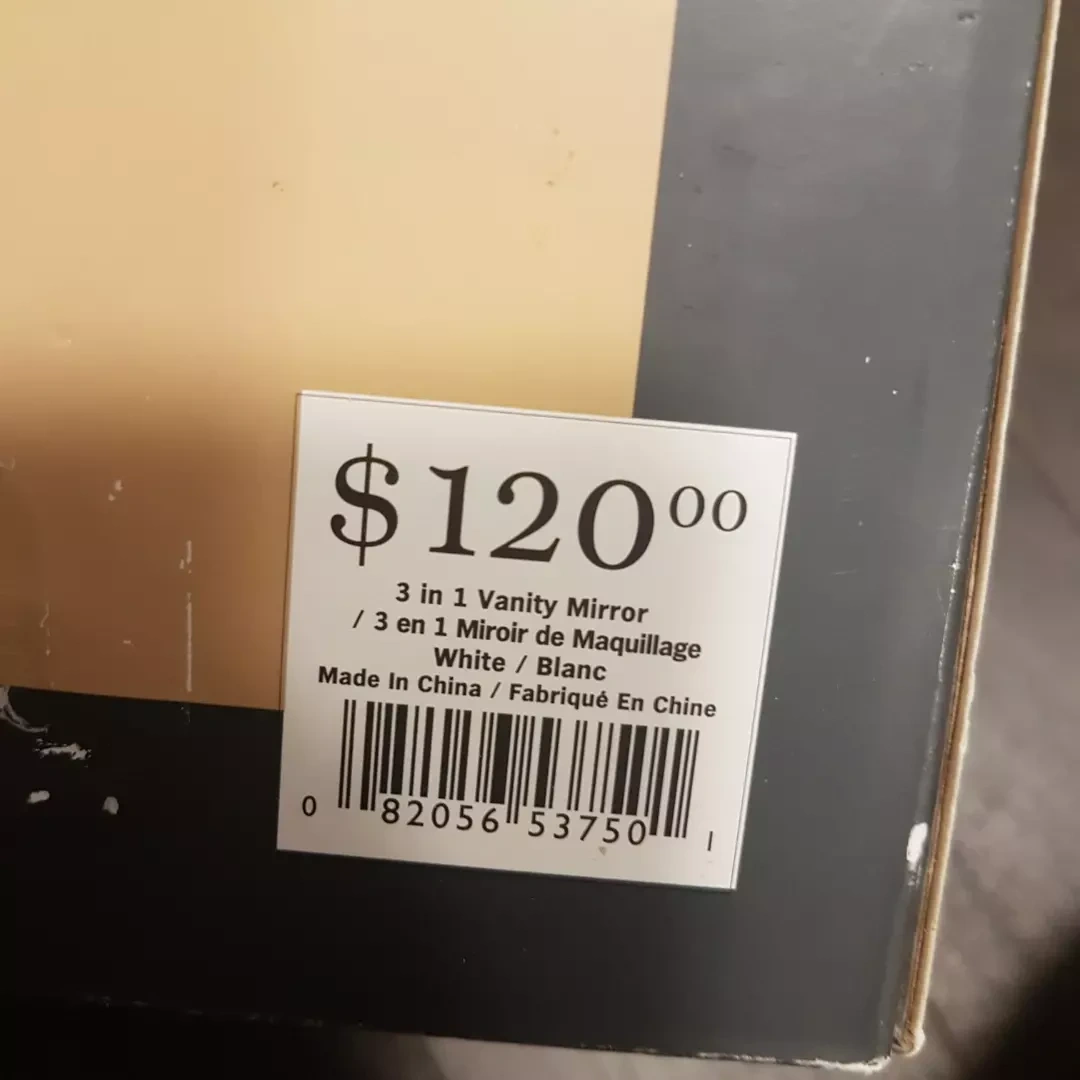 $120⁰⁰
3 in 1 Vanity Mirror
/ 3 en 1 Miroir de Maquillage
White / Blanc
Made In China / Fabriqué En Chine
0 82056 53750 1